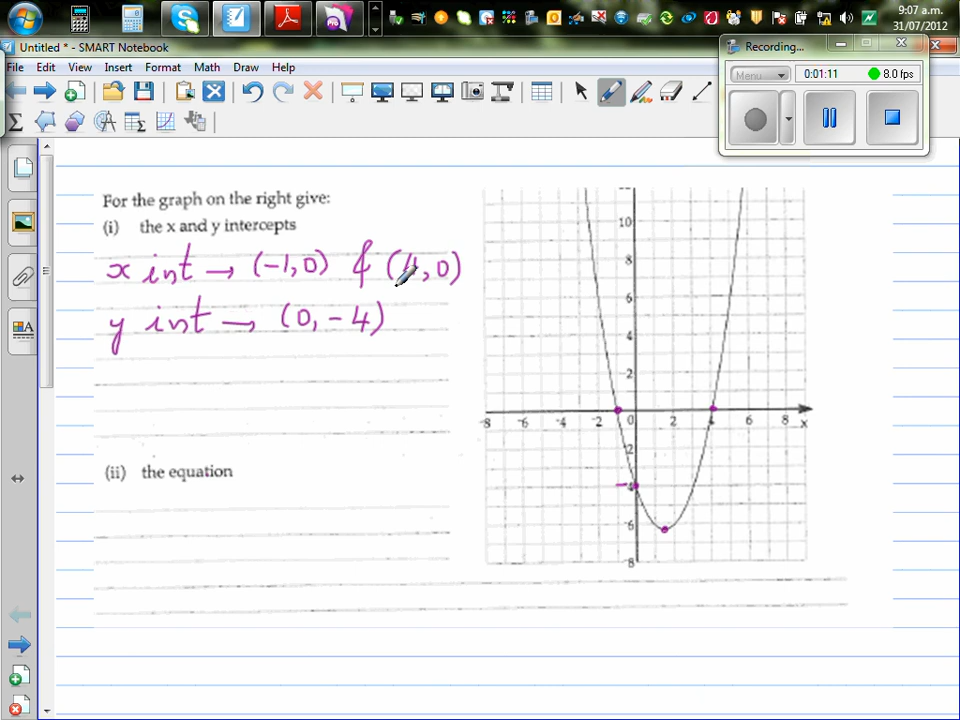 9:07 a.m.
31/07/2012
Untitled * - SMART Notebook
File Edit View Insert Format Math Draw Help
Recording...
Menu 0:01:11 8.0 fps
For the graph on the right give:
(i) the x and y intercepts
x int → (-1,0) & (4,0)
y int → (0,-4)
(ii) the equation
10
8
6
4
2
-8 -6 -4 -2 0 2 4 6 8 x
-2
-4
-6
-8